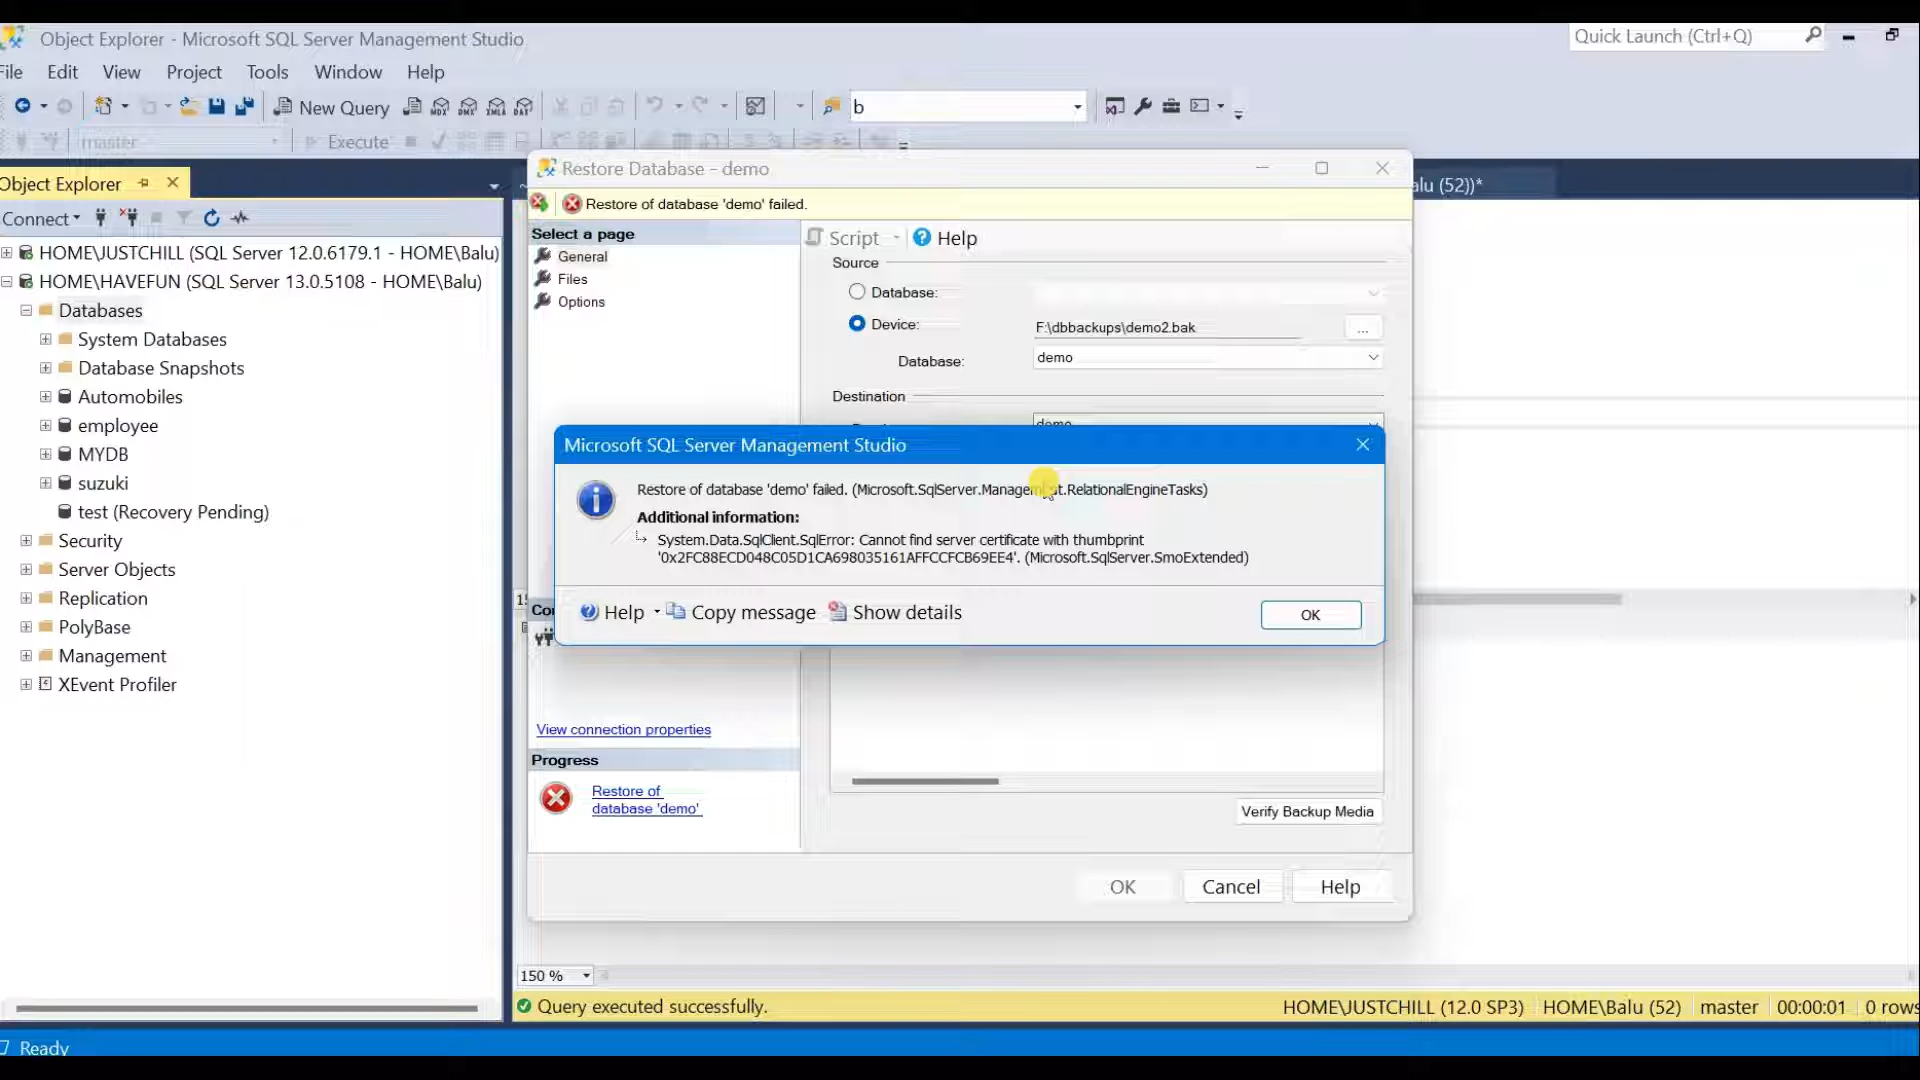 Object Explorer - Microsoft SQL Server Management Studio
Quick Launch (Ctrl+Q)
File Edit View Project Tools Window Help
New Query
MDX DMX XMLA DAX
b
master
Execute
Object Explorer
Balu (52))*
Connect
HOME\JUSTCHILL (SQL Server 12.0.6179.1 - HOME\Balu)
HOME\HAVEFUN (SQL Server 13.0.5108 - HOME\Balu)
Databases
System Databases
Database Snapshots
Automobiles
employee
MYDB
suzuki
test (Recovery Pending)
Security
Server Objects
Replication
PolyBase
Management
XEvent Profiler
Restore Database - demo
Restore of database 'demo' failed.
Select a page
General
Files
Options
Script
Help
Source
Database:
Device:
F:\dbbackups\demo2.bak
...
Database:
demo
Destination
demo
Microsoft SQL Server Management Studio
Restore of database 'demo' failed. (Microsoft.SqlServer.Management.RelationalEngineTasks)
Additional information:
System.Data.SqlClient.SqlError: Cannot find server certificate with thumbprint
'0x2FC88ECD048C05D1CA698035161AFFCCFCB69EE4'. (Microsoft.SqlServer.SmoExtended)
Help Copy message Show details
OK
View connection properties
Progress
Restore of
database 'demo'
Verify Backup Media
OK Cancel Help
150 %
Query executed successfully.
HOME\JUSTCHILL (12.0 SP3) HOME\Balu (52) master 00:00:01 0 rows
Ready